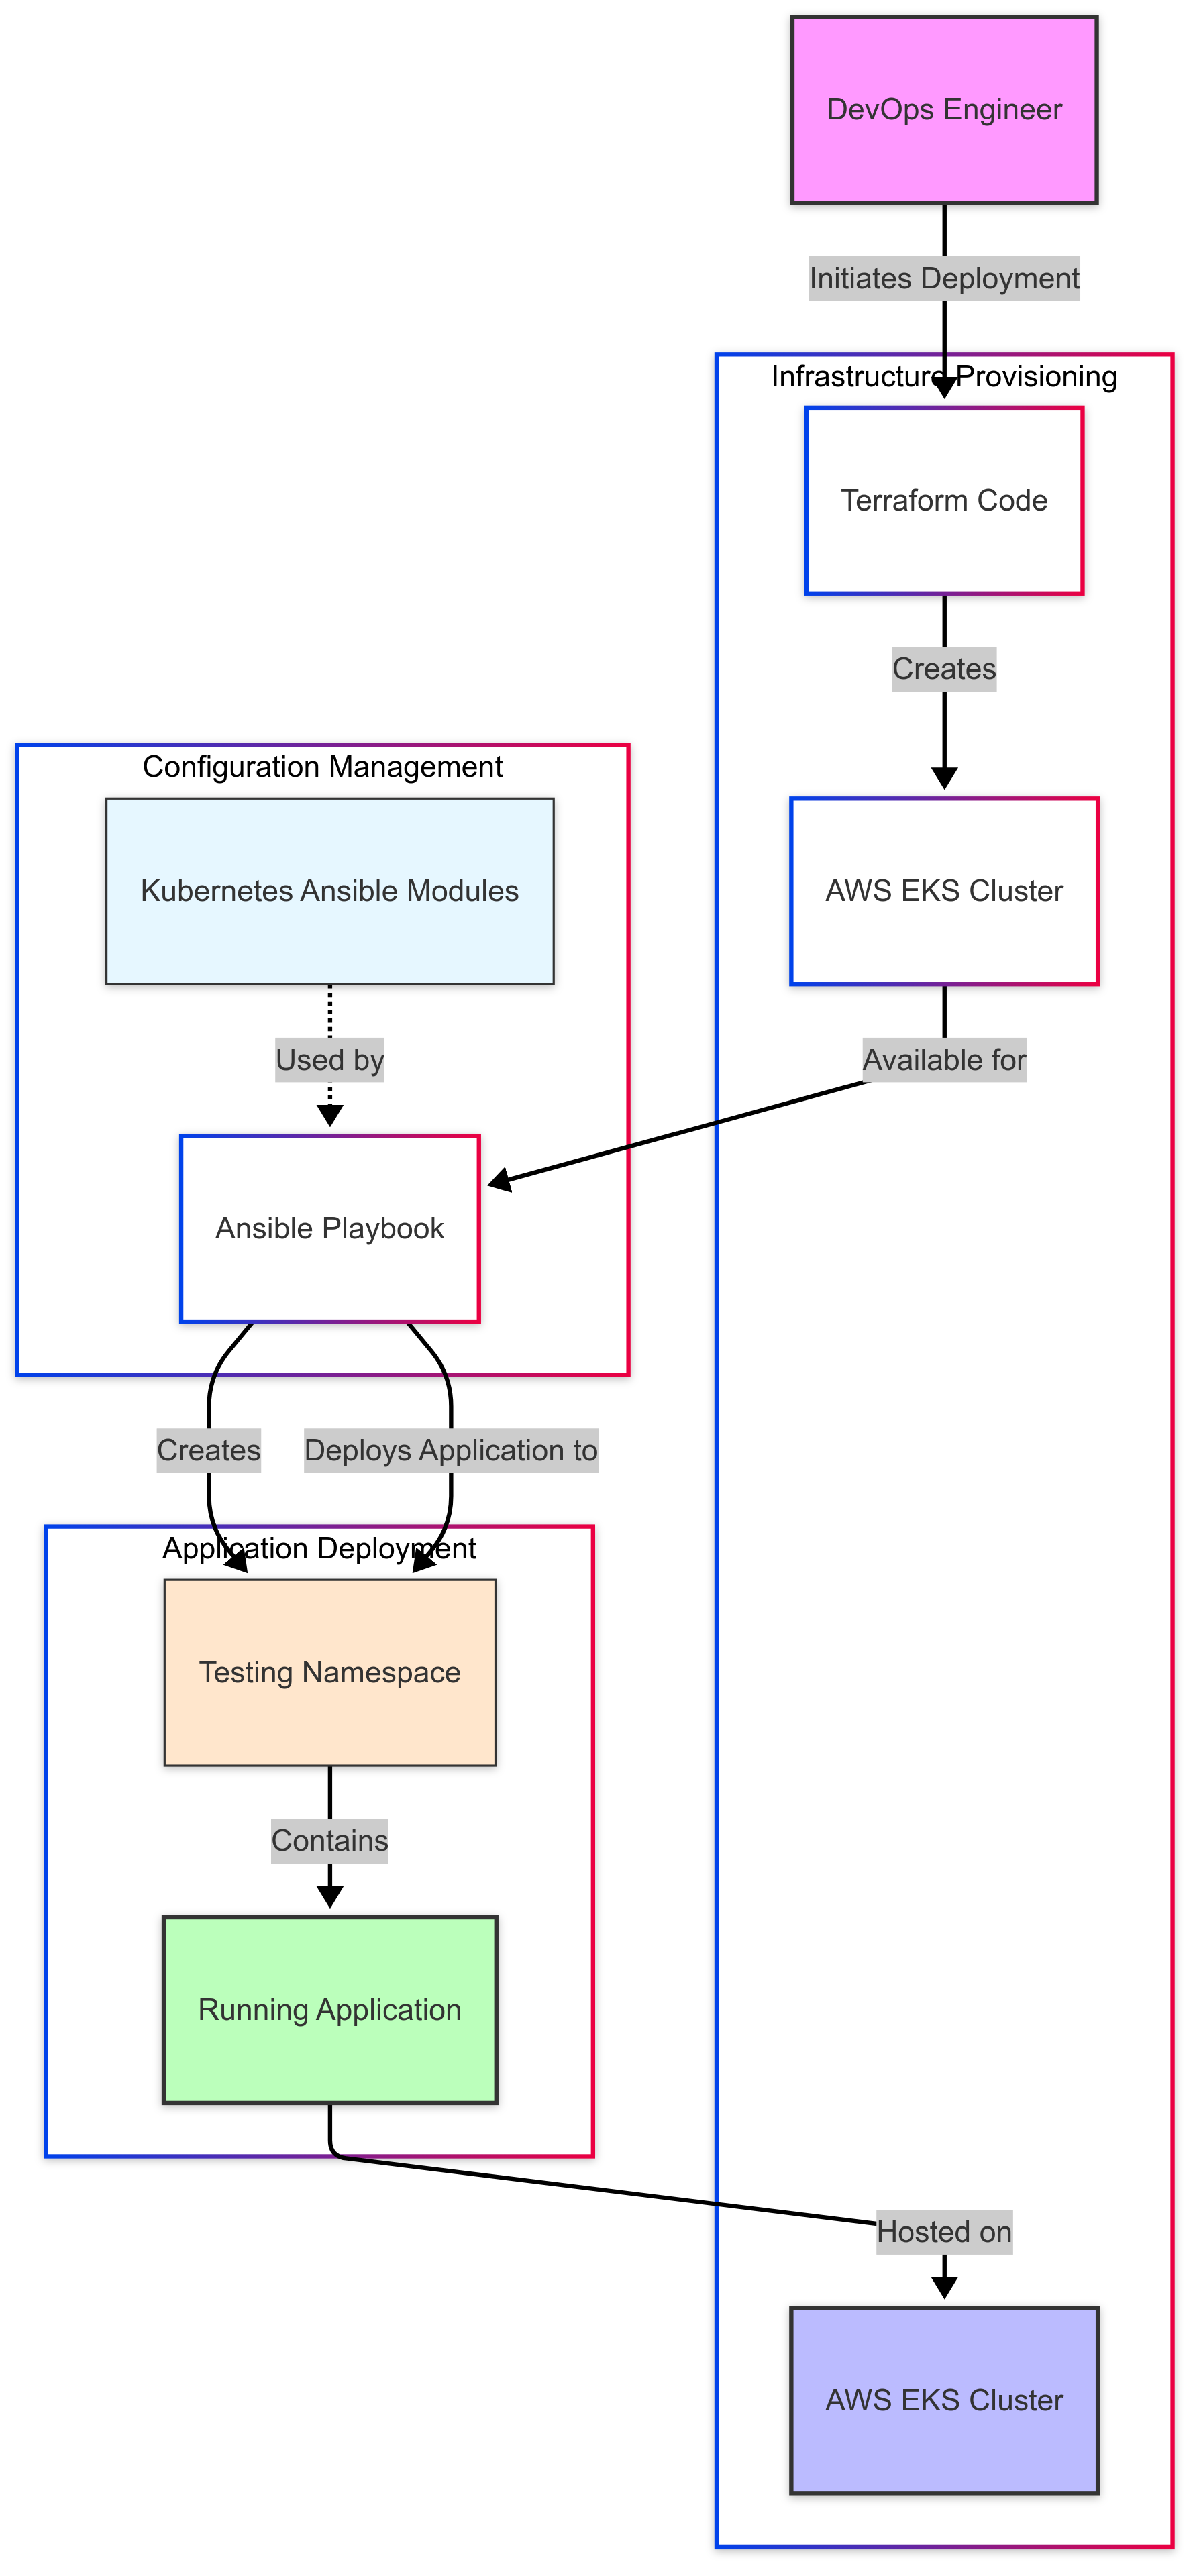 DevOps Engineer
Initiates Deployment
Infrastructure Provisioning
Terraform Code
Creates
Configuration Management
Kubernetes Ansible Modules
AWS EKS Cluster
Used by
Available for
Ansible Playbook
Creates
Deploys Application to
Application Deployment
Testing Namespace
Contains
Running Application
Hosted on
AWS EKS Cluster